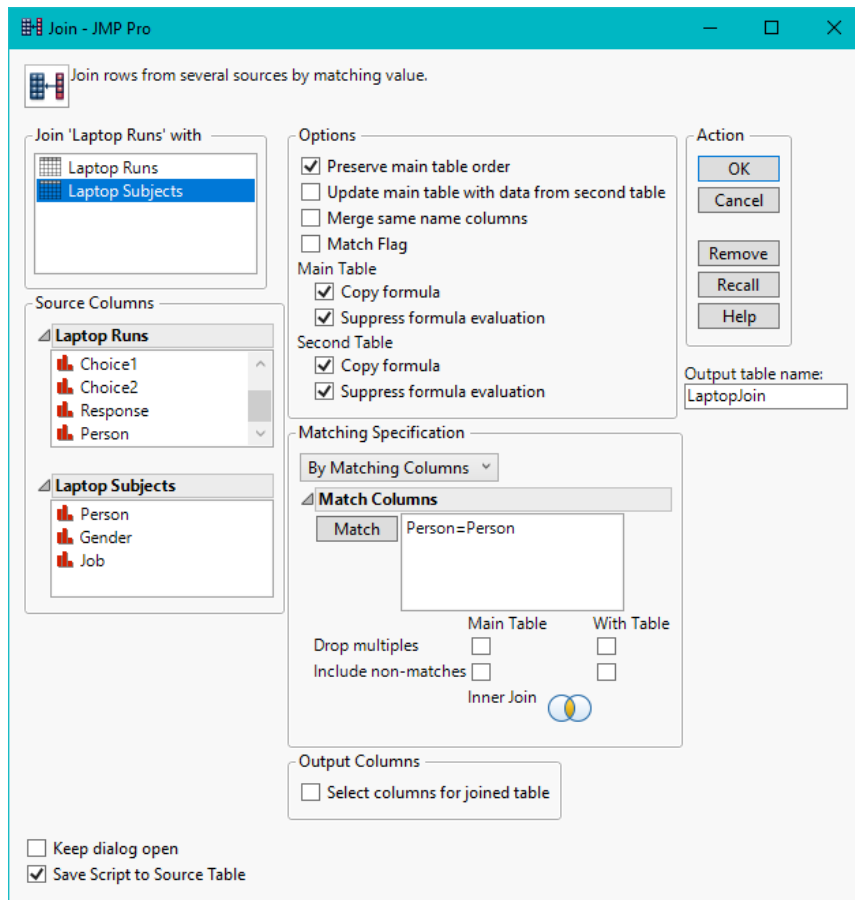 Join - JMP Pro
Join rows from several sources by matching value.
Join 'Laptop Runs' with
Laptop Runs
Laptop Subjects
Source Columns
Laptop Runs
Choice1
Choice2
Response
Person
Laptop Subjects
Person
Gender
Job
Options
Preserve main table order
Update main table with data from second table
Merge same name columns
Match Flag
Main Table
Copy formula
Suppress formula evaluation
Second Table
Copy formula
Suppress formula evaluation
Matching Specification
By Matching Columns
Match Columns
Match
Person=Person
Main Table With Table
Drop multiples
Include non-matches
Inner Join
Output Columns
Select columns for joined table
Action
OK
Cancel
Remove
Recall
Help
Output table name:
LaptopJoin
Keep dialog open
Save Script to Source Table